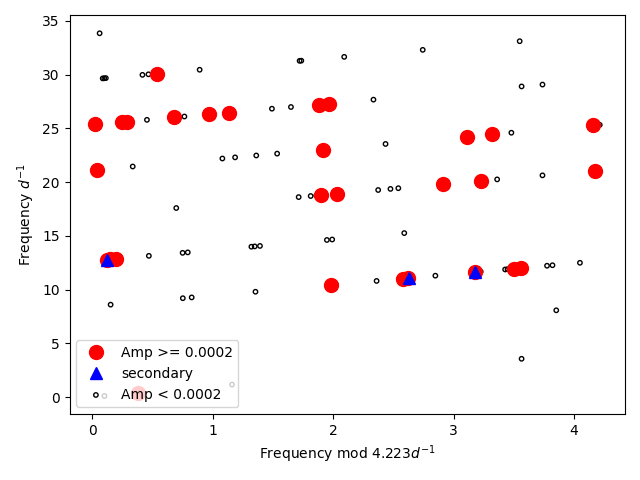 35
30
25
20
15
10
5
0
Frequency $d^{-1}$
Amp >= 0.0002
secondary
Amp < 0.0002
0 1 2 3 4
Frequency mod 4.223$d^{-1}$